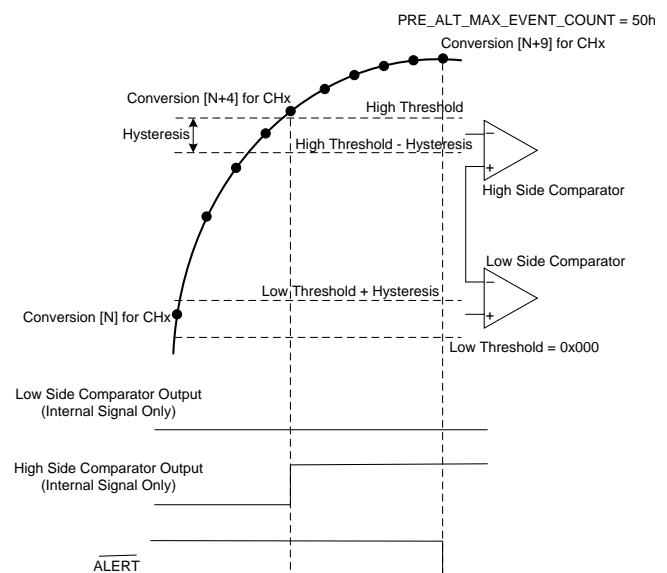 PRE_ALT_MAX_EVENT_COUNT = 50h
Conversion [N+9] for CHx
Conversion [N+4] for CHx
High Threshold
Hysteresis
High Threshold - Hysteresis
−
+
High Side Comparator
Low Side Comparator
−
+
Low Threshold + Hysteresis
Conversion [N] for CHx
Low Threshold = 0x000
Low Side Comparator Output
(Internal Signal Only)
High Side Comparator Output
(Internal Signal Only)
ALERT